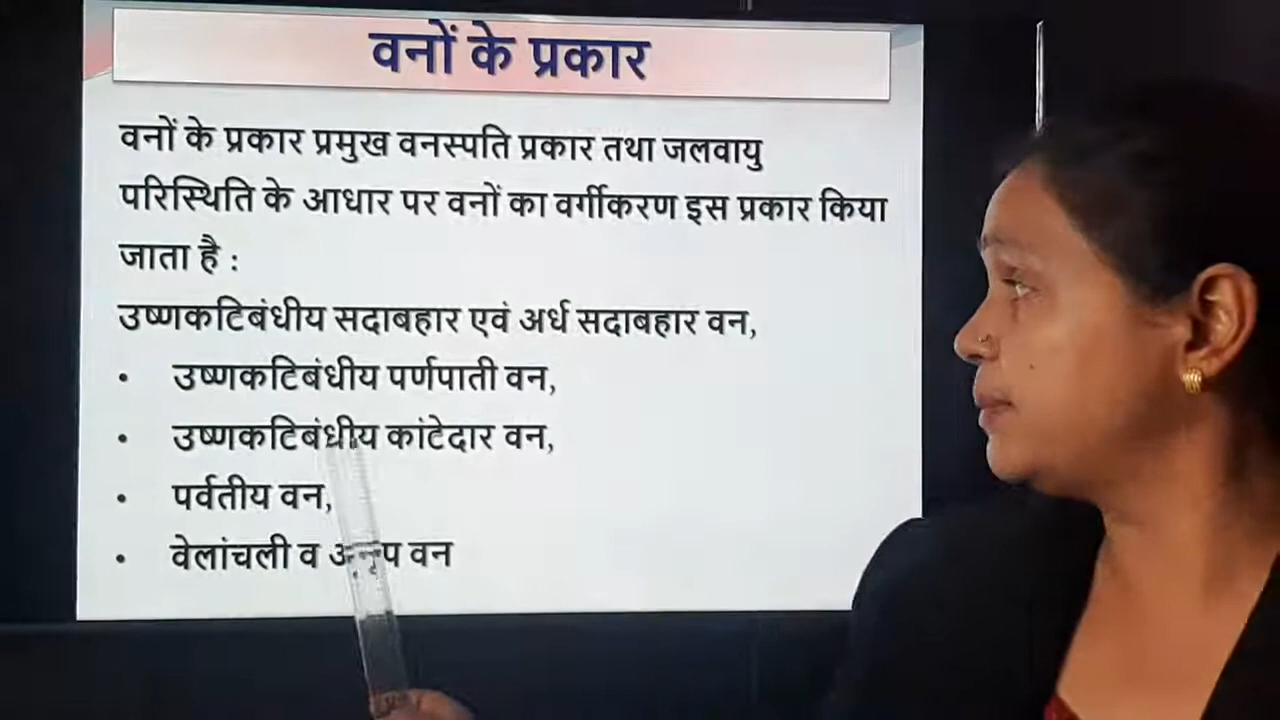 वनों के प्रकार
वनों के प्रकार प्रमुख वनस्पति प्रकार तथा जलवायु
परिस्थिति के आधार पर वनों का वर्गीकरण इस प्रकार किया
जाता है :
उष्णकटिबंधीय सदाबहार एवं अर्ध सदाबहार वन,
• उष्णकटिबंधीय पर्णपाती वन,
• उष्णकटिबंधीय कांटेदार वन,
• पर्वतीय वन,
• वेलांचली व वन